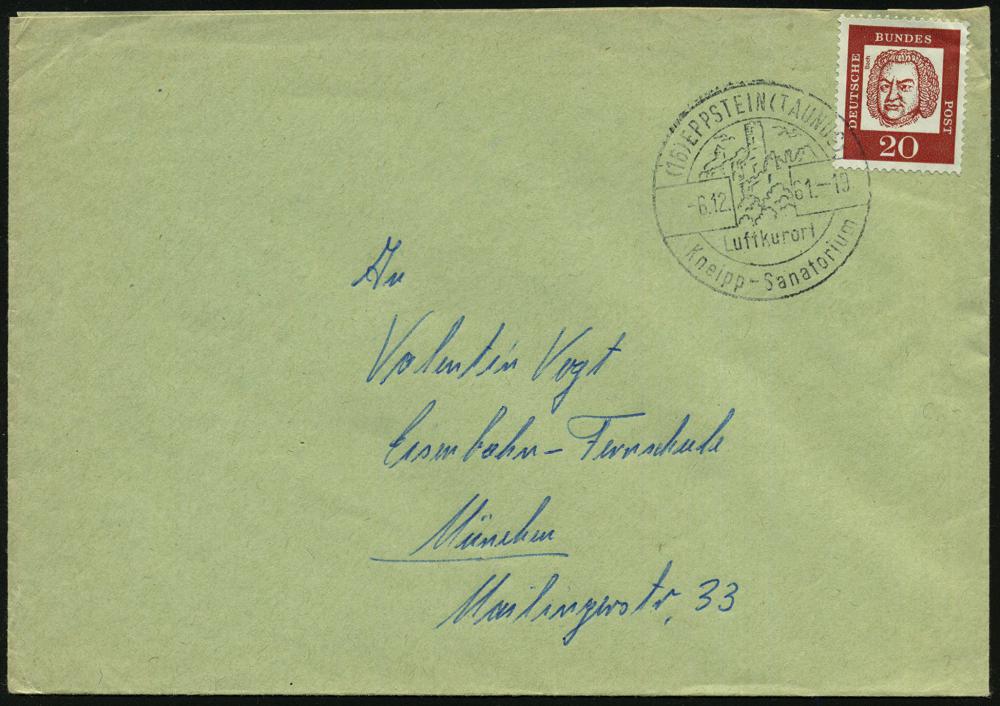 DEUTSCHE BUNDES POST
Bach
20
(16) EPPSTEIN (TAUNUS)
-6.12.61.-19
Luftkurort
Kneipp-Sanatorium
An
Valentin Vogt
Eisenbahn-Fernschule
München
Mailingerstr. 33